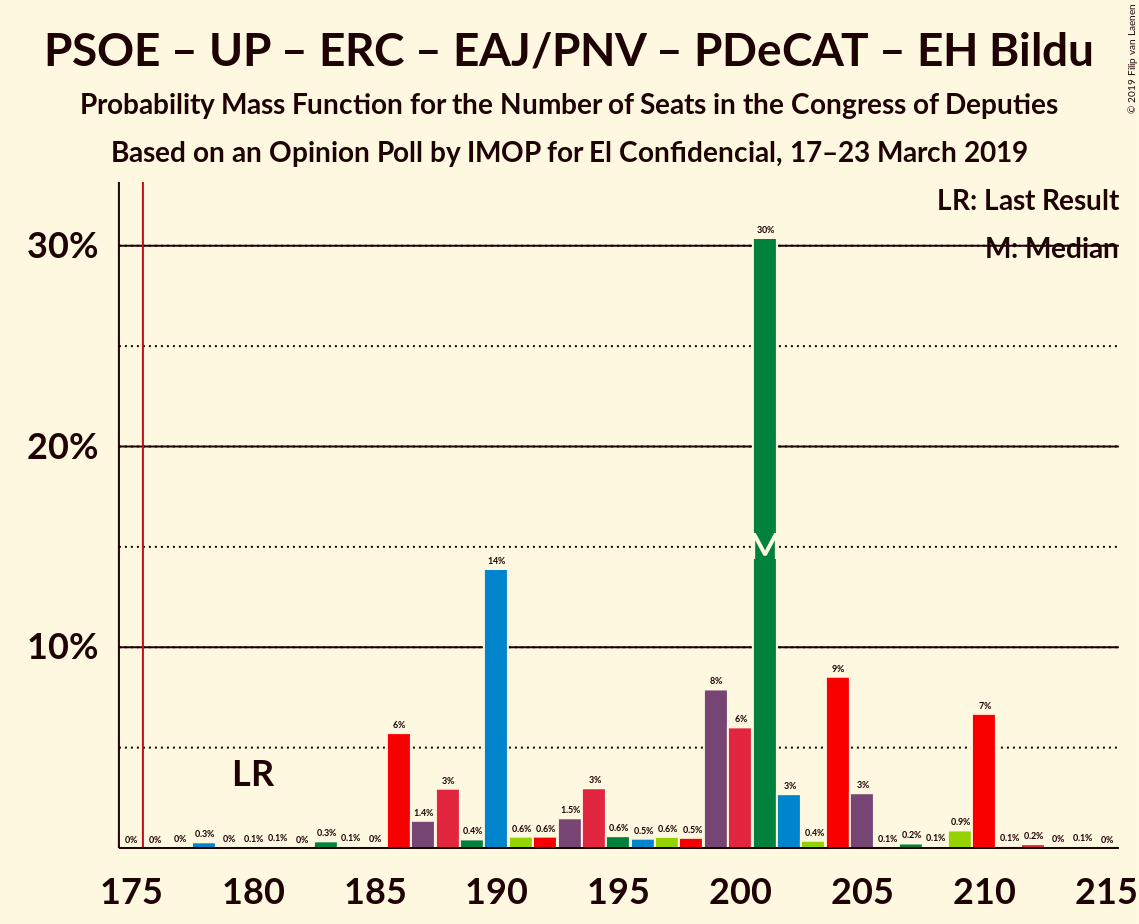 PSOE – UP – ERC – EAJ/PNV – PDeCAT – EH Bildu
Probability Mass Function for the Number of Seats in the Congress of Deputies
Based on an Opinion Poll by IMOP for El Confidencial, 17–23 March 2019
© 2019 Filip van Laenen
LR: Last Result
M: Median
30%
20%
10%
0% 0% 0% 0.3% 0% 0.1% 0.1% 0% 0.3% 0.1% 0% 6% 1.4% 3% 0.4% 14% 0.6% 0.6% 1.5% 3% 0.6% 0.5% 0.6% 0.5% 8% 6% 30% 3% 0.4% 9% 3% 0.1% 0.2% 0.1% 0.9% 7% 0.1% 0.2% 0% 0.1% 0%
M
LR
175 180 185 190 195 200 205 210 215